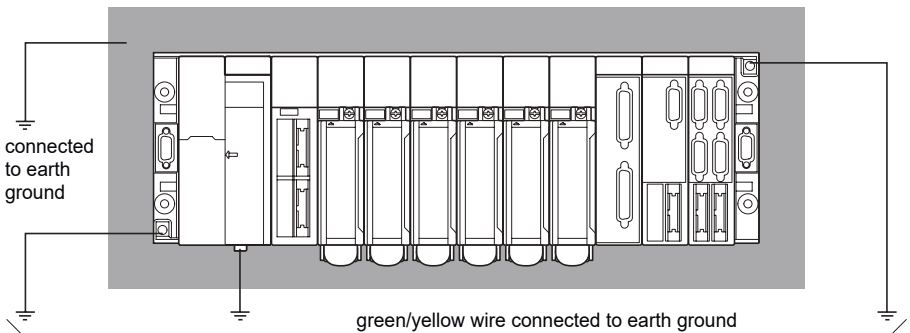 connected
to earth
ground
green/yellow wire connected to earth ground